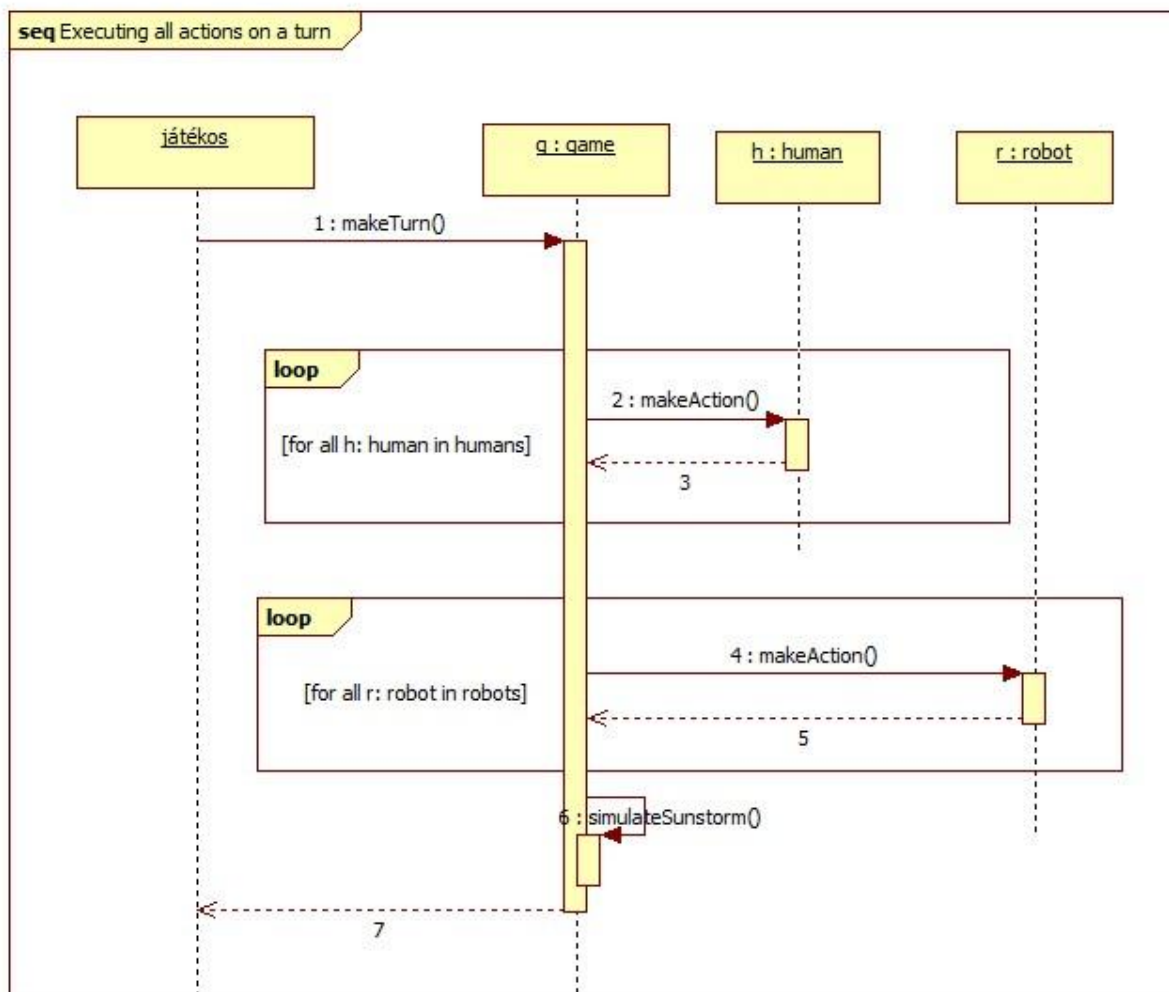 seq Executing all actions on a turn
játékos
g : game
h : human
r : robot
1 : makeTurn()
loop
2 : makeAction()
[for all h: human in humans]
3
loop
4 : makeAction()
[for all r: robot in robots]
5
6 : simulateSunstorm()
7